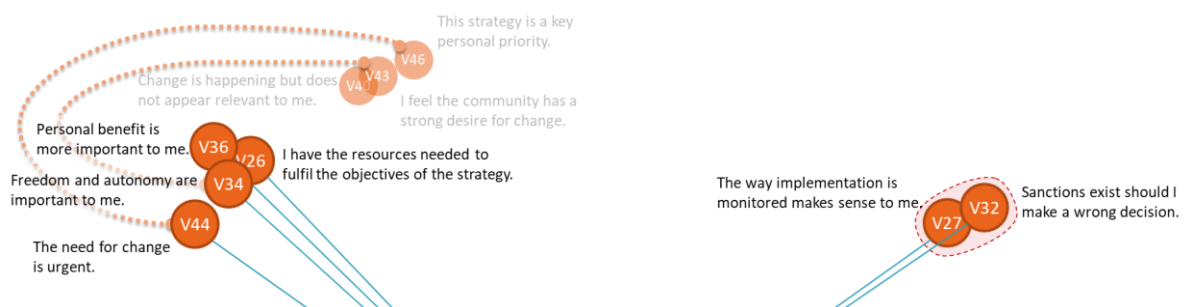 This strategy is a key
personal priority.
V46
V43
Change is happening but does
not appear relevant to me.
I feel the community has a
strong desire for change.
Personal benefit is
more important to me.
V36
V26
I have the resources needed to
fulfil the objectives of the strategy.
Freedom and autonomy are
important to me.
V34
V44
The need for change
is urgent.
The way implementation is
monitored makes sense to me.
V27
V32
Sanctions exist should I
make a wrong decision.